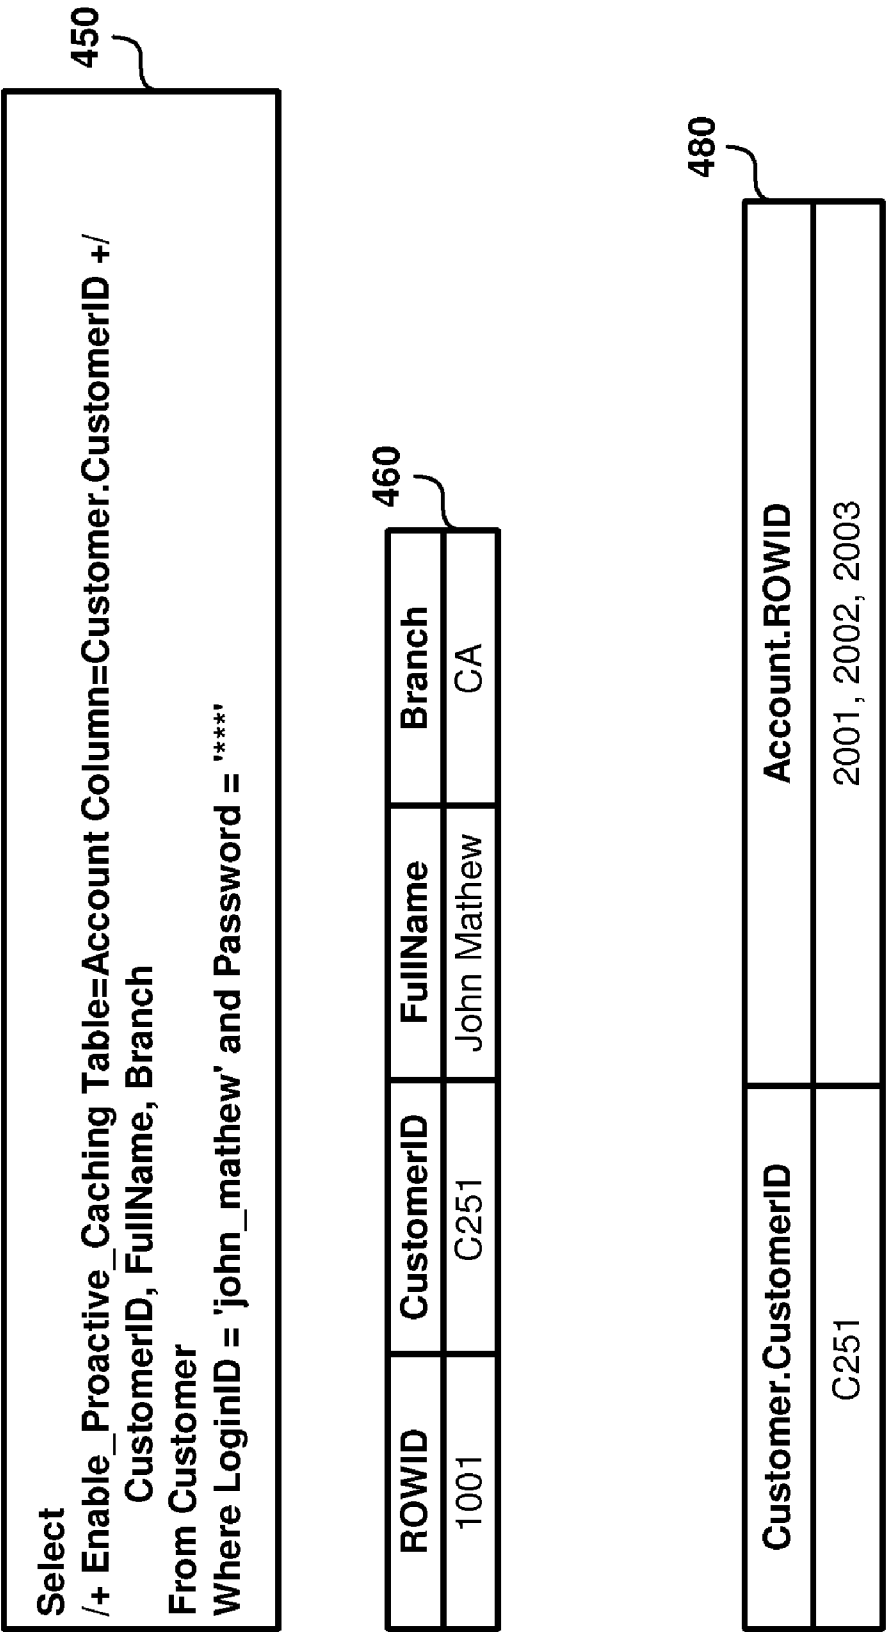 450
Select
/+ Enable_Proactive_Caching Table=Account Column=Customer.CustomerID +/
CustomerID, FullName, Branch
From Customer
Where LoginID = 'john_mathew' and Password = '***'
460
ROWID CustomerID FullName Branch
1001 C251 John Mathew CA
480
Customer.CustomerID Account.ROWID
C251 2001, 2002, 2003